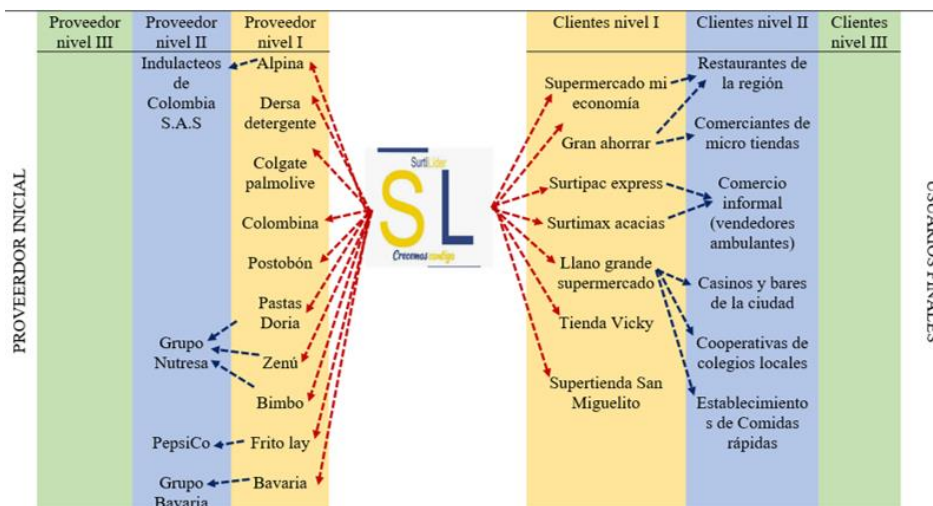 Proveedor
nivel III
Proveedor
nivel II
Proveedor
nivel I
Clientes nivel I
Clientes nivel II
Clientes
nivel III
PROVEERDOR INICIAL
Indulacteos
de
Colombia
S.A.S
Grupo
Nutresa
PepsiCo
Grupo
Bavaria
Alpina
Dersa
detergente
Colgate
palmolive
Colombina
Postobón
Pastas
Doria
Zenú
Bimbo
Frito lay
Bavaria
SurtiLíder
SL
Crecemos contigo
Supermercado mi
economía
Gran ahorrar
Surtipac express
Surtimax acacias
Llano grande
supermercado
Tienda Vicky
Supertienda San
Miguelito
Restaurantes de
la región
Comerciantes de
micro tiendas
Comercio
informal
(vendedores
ambulantes)
Casinos y bares
de la ciudad
Cooperativas de
colegios locales
Establecimiento
s de Comidas
rápidas
USUARIOS FINALES